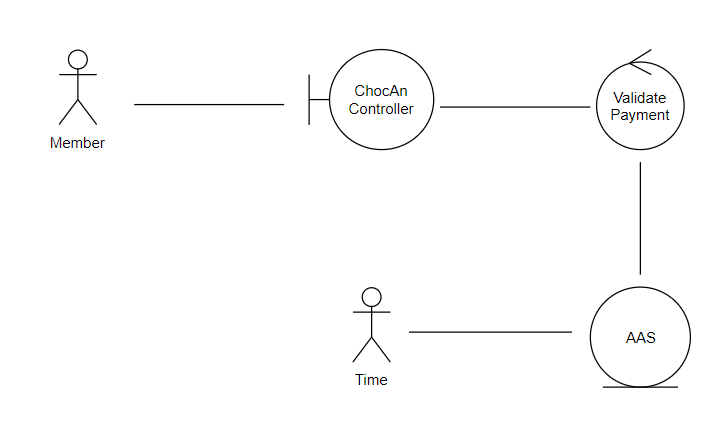 ChocAn
Controller
Validate
Payment
Member
AAS
Time